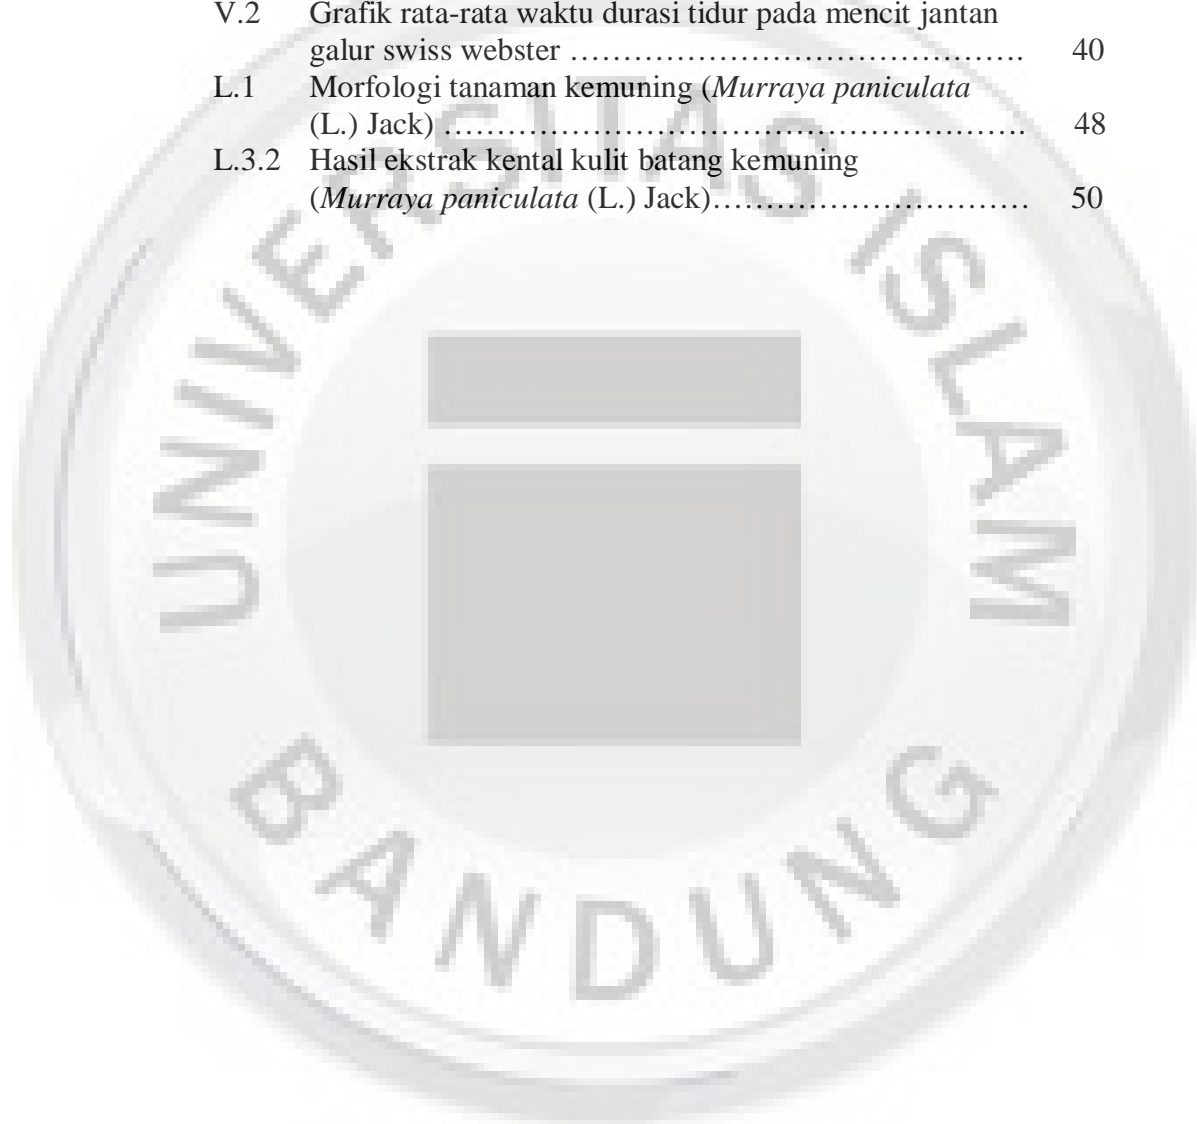 V.2 Grafik rata-rata waktu durasi tidur pada mencit jantan
galur swiss webster ………………………………… 40
L.1 Morfologi tanaman kemuning (Murraya paniculata
(L.) Jack) …………………………………………… 48
L.3.2 Hasil ekstrak kental kulit batang kemuning
(Murraya paniculata (L.) Jack)……………………… 50
UNIVERSITAS ISLAM
BANDUNG